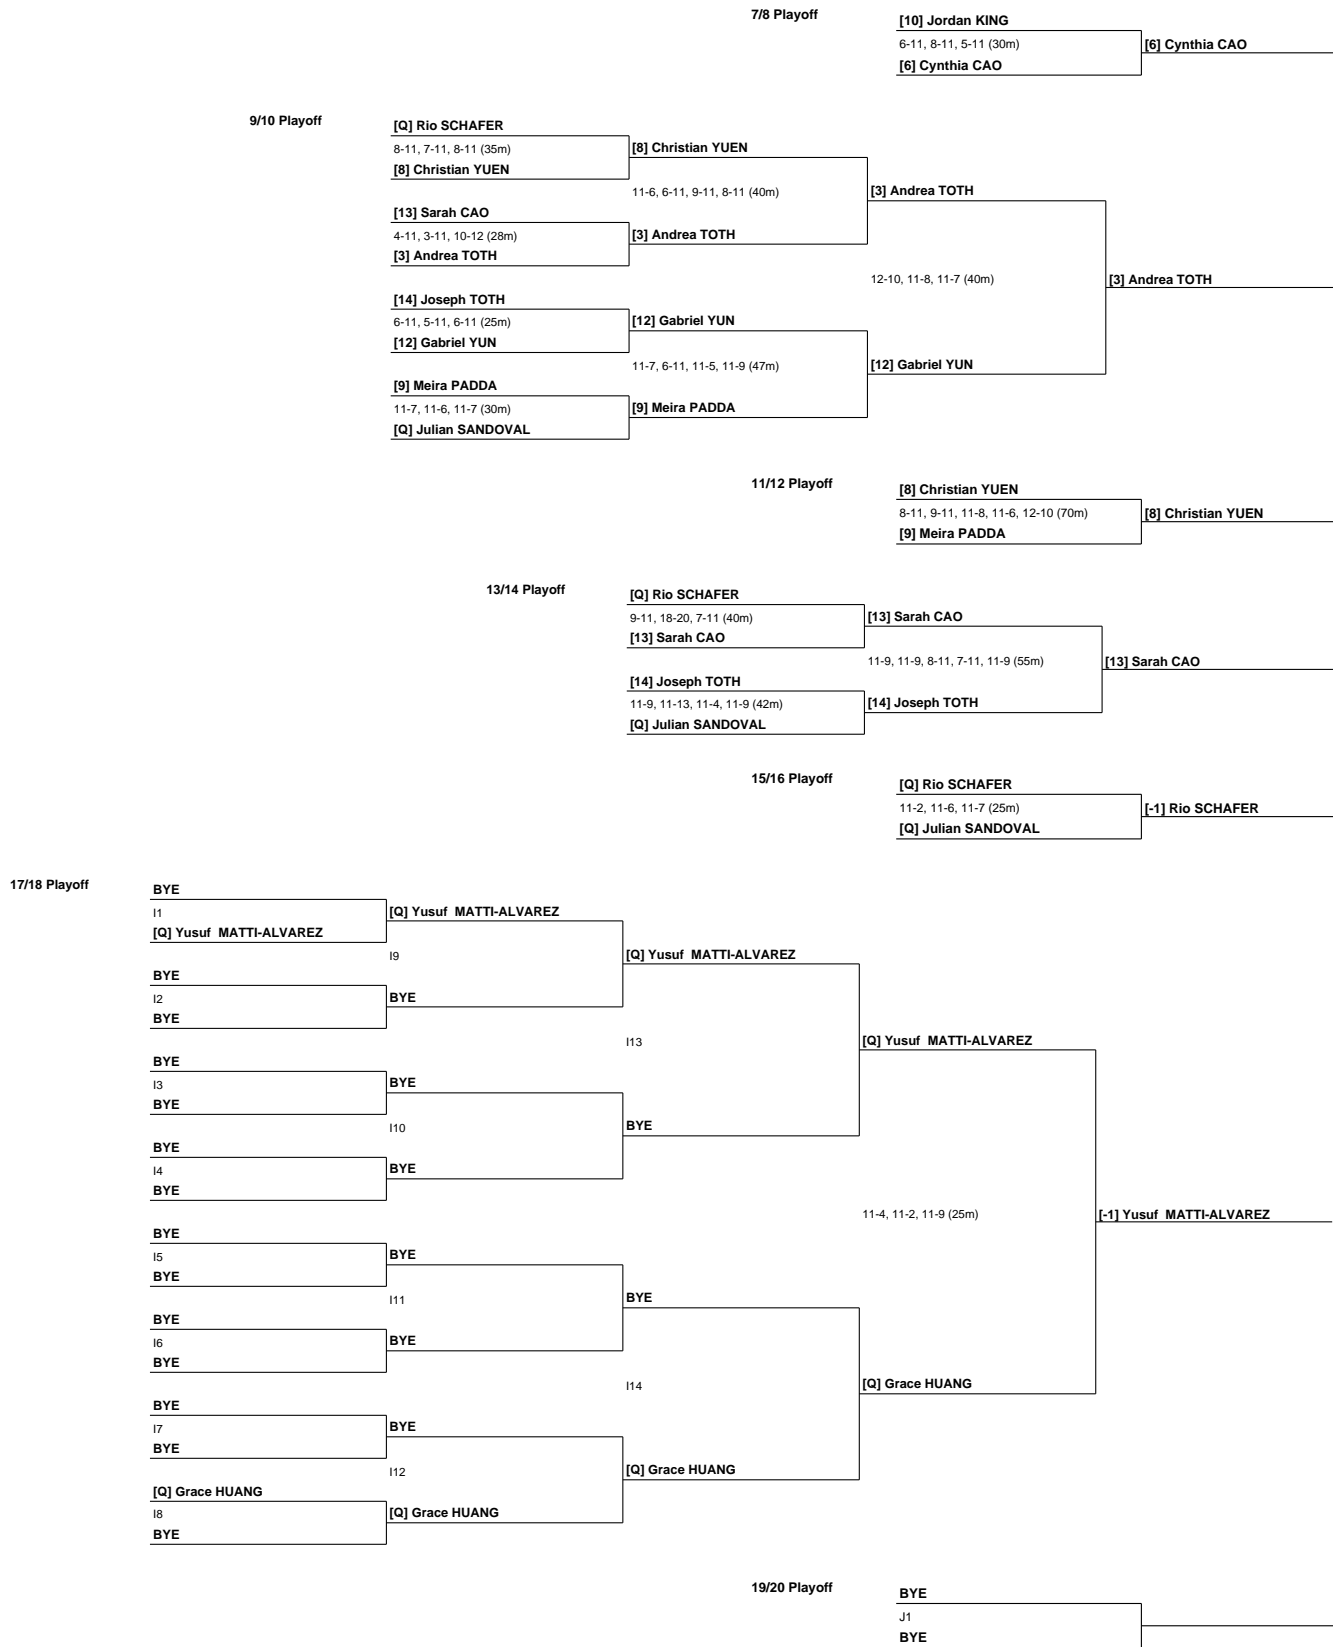 7/8 Playoff
[10] Jordan KING
6-11, 8-11, 5-11 (30m)
[6] Cynthia CAO
[6] Cynthia CAO
9/10 Playoff
[Q] Rio SCHAFER
8-11, 7-11, 8-11 (35m)
[8] Christian YUEN
[8] Christian YUEN
11-6, 6-11, 9-11, 8-11 (40m)
[3] Andrea TOTH
[13] Sarah CAO
4-11, 3-11, 10-12 (28m)
[3] Andrea TOTH
[3] Andrea TOTH
12-10, 11-8, 11-7 (40m)
[3] Andrea TOTH
[14] Joseph TOTH
6-11, 5-11, 6-11 (25m)
[12] Gabriel YUN
[12] Gabriel YUN
11-7, 6-11, 11-5, 11-9 (47m)
[12] Gabriel YUN
[9] Meira PADDA
11-7, 11-6, 11-7 (30m)
[9] Meira PADDA
[Q] Julian SANDOVAL
11/12 Playoff
[8] Christian YUEN
8-11, 9-11, 11-8, 11-6, 12-10 (70m)
[8] Christian YUEN
[9] Meira PADDA
13/14 Playoff
[Q] Rio SCHAFER
9-11, 18-20, 7-11 (40m)
[13] Sarah CAO
[13] Sarah CAO
11-9, 11-9, 8-11, 7-11, 11-9 (55m)
[13] Sarah CAO
[14] Joseph TOTH
11-9, 11-13, 11-4, 11-9 (42m)
[14] Joseph TOTH
[Q] Julian SANDOVAL
15/16 Playoff
[Q] Rio SCHAFER
11-2, 11-6, 11-7 (25m)
[-1] Rio SCHAFER
[Q] Julian SANDOVAL
17/18 Playoff
BYE
I1
[Q] Yusuf  MATTI-ALVAREZ
[Q] Yusuf  MATTI-ALVAREZ
I9
[Q] Yusuf  MATTI-ALVAREZ
BYE
I2
BYE
BYE
I13
[Q] Yusuf  MATTI-ALVAREZ
BYE
I3
BYE
BYE
I10
BYE
BYE
I4
BYE
BYE
11-4, 11-2, 11-9 (25m)
[-1] Yusuf  MATTI-ALVAREZ
BYE
I5
BYE
BYE
I11
BYE
BYE
I6
BYE
BYE
I14
[Q] Grace HUANG
BYE
I7
BYE
BYE
I12
[Q] Grace HUANG
[Q] Grace HUANG
I8
[Q] Grace HUANG
BYE
19/20 Playoff
BYE
J1
BYE